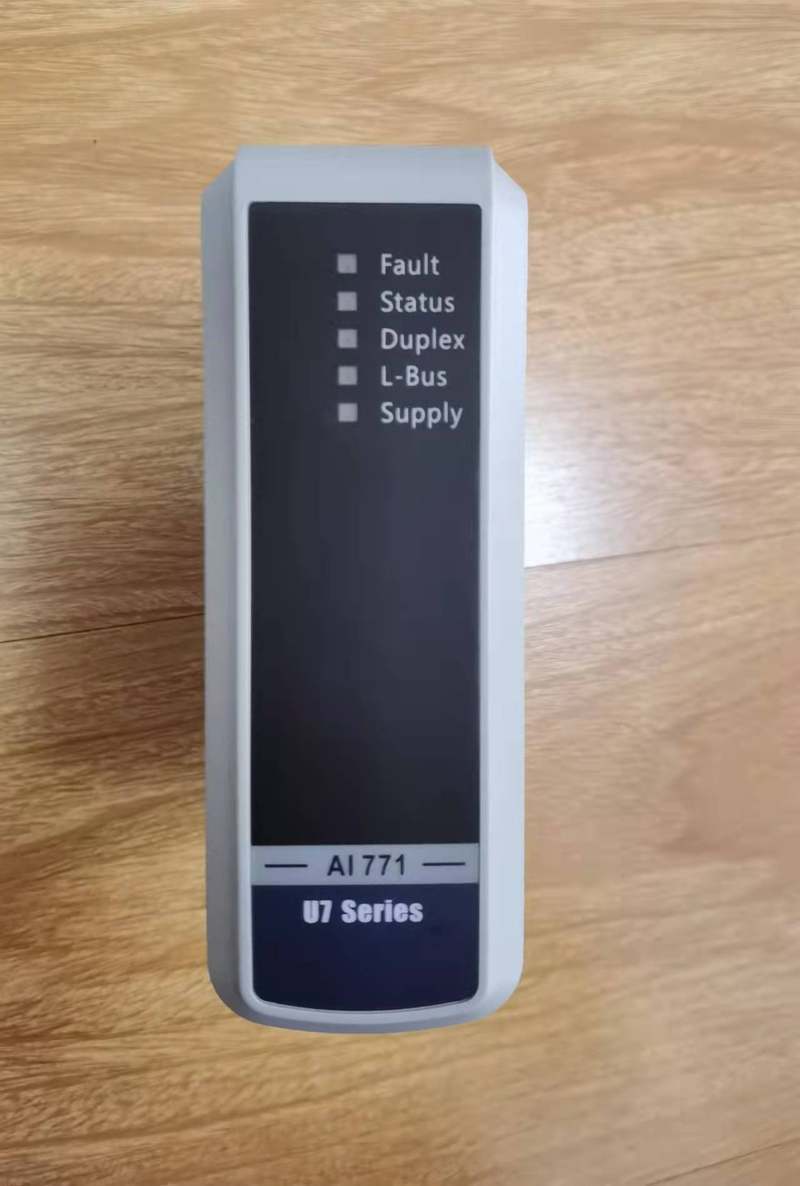 Fault
Status
Duplex
L-Bus
Supply
AI 771
U7 Series